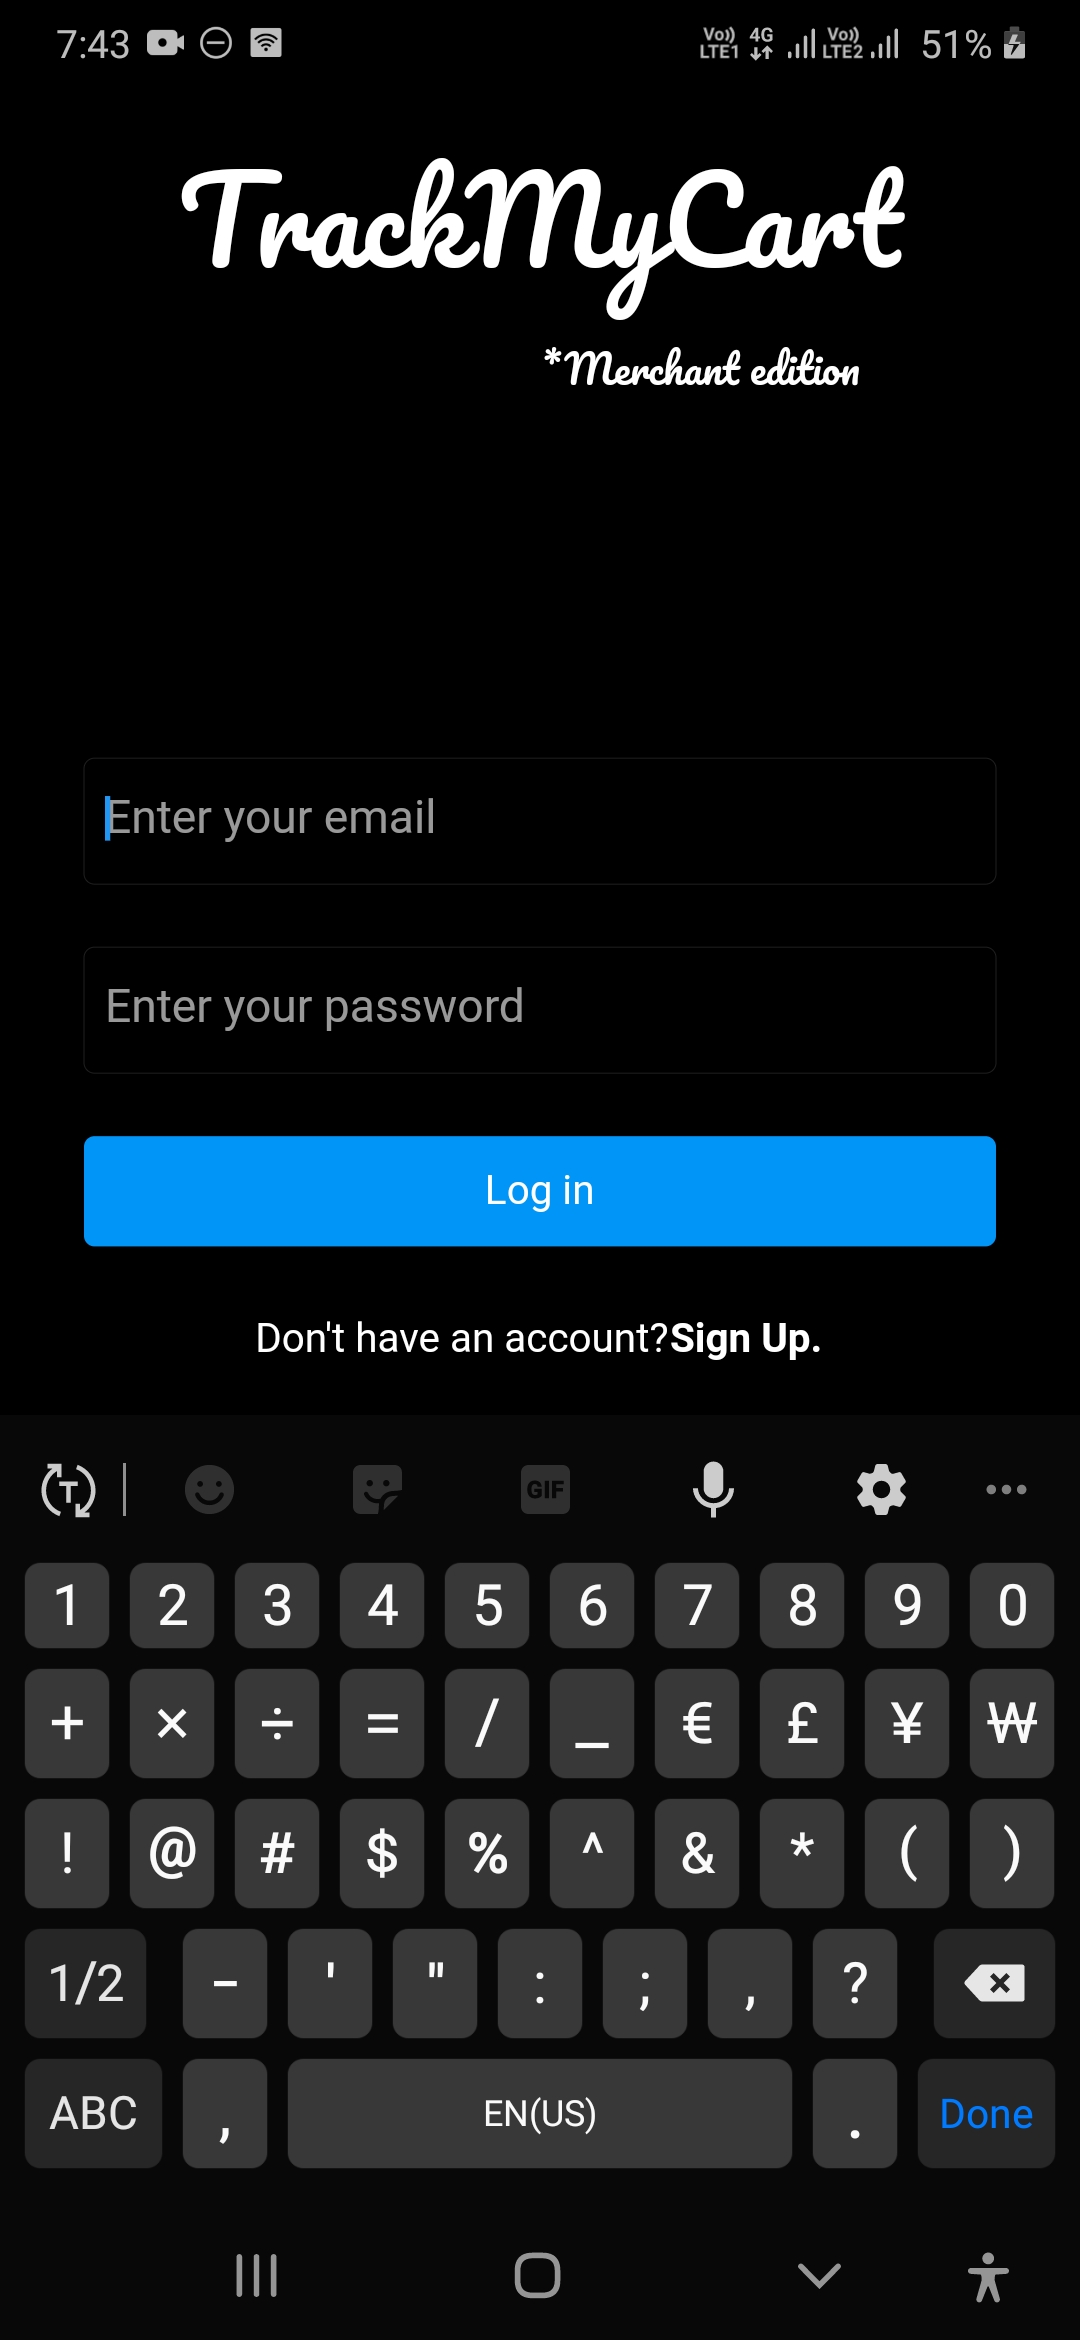 7:43 Vo)) LTE1 4G Vo)) LTE2 51%
TrackMyCart
*Merchant edition
Enter your email
Enter your password
Log in
Don't have an account?Sign Up.
T GIF
1 2 3 4 5 6 7 8 9 0
+ × ÷ = / _ € £ ¥ ₩
! @ # $ % ^ & * ( )
1/2 - ' " : ; , ?
ABC , EN(US) . Done